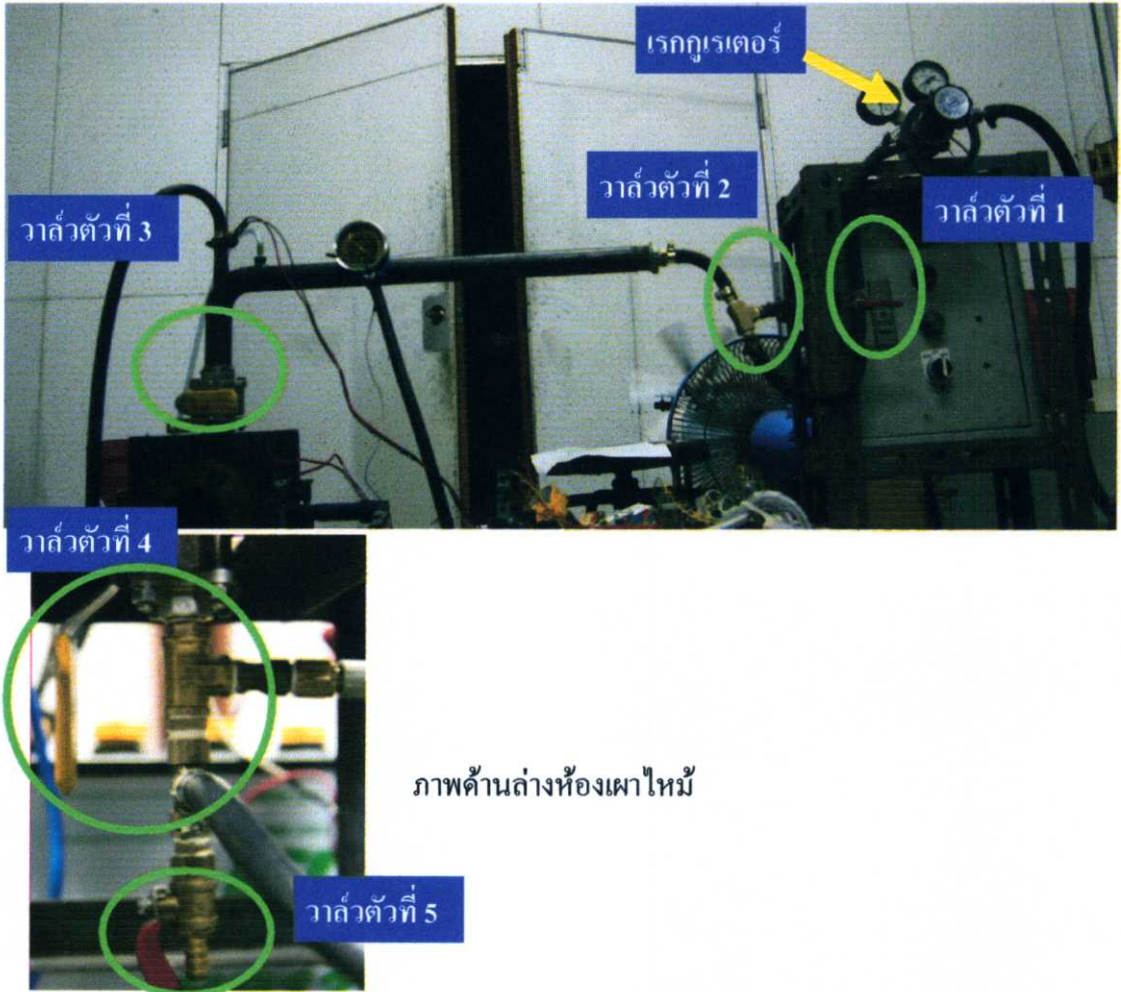 เรกกูเรเตอร์
วาล์วตัวที่ 2
วาล์วตัวที่ 1
วาล์วตัวที่ 3
วาล์วตัวที่ 4
ภาพด้านล่างห้องเผาไหม้
วาล์วตัวที่ 5